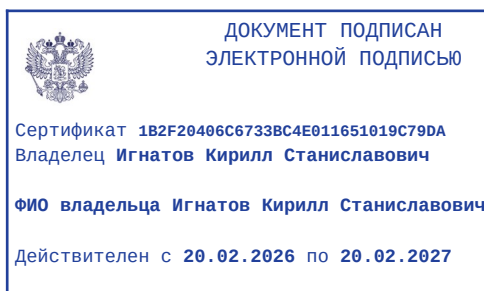 ДОКУМЕНТ ПОДПИСАН
ЭЛЕКТРОННОЙ ПОДПИСЬЮ
Сертификат 1B2F20406C6733BC4E011651019C79DA
Владелец Игнатов Кирилл Станиславович
ФИО владельца Игнатов Кирилл Станиславович
Действителен с 20.02.2026 по 20.02.2027